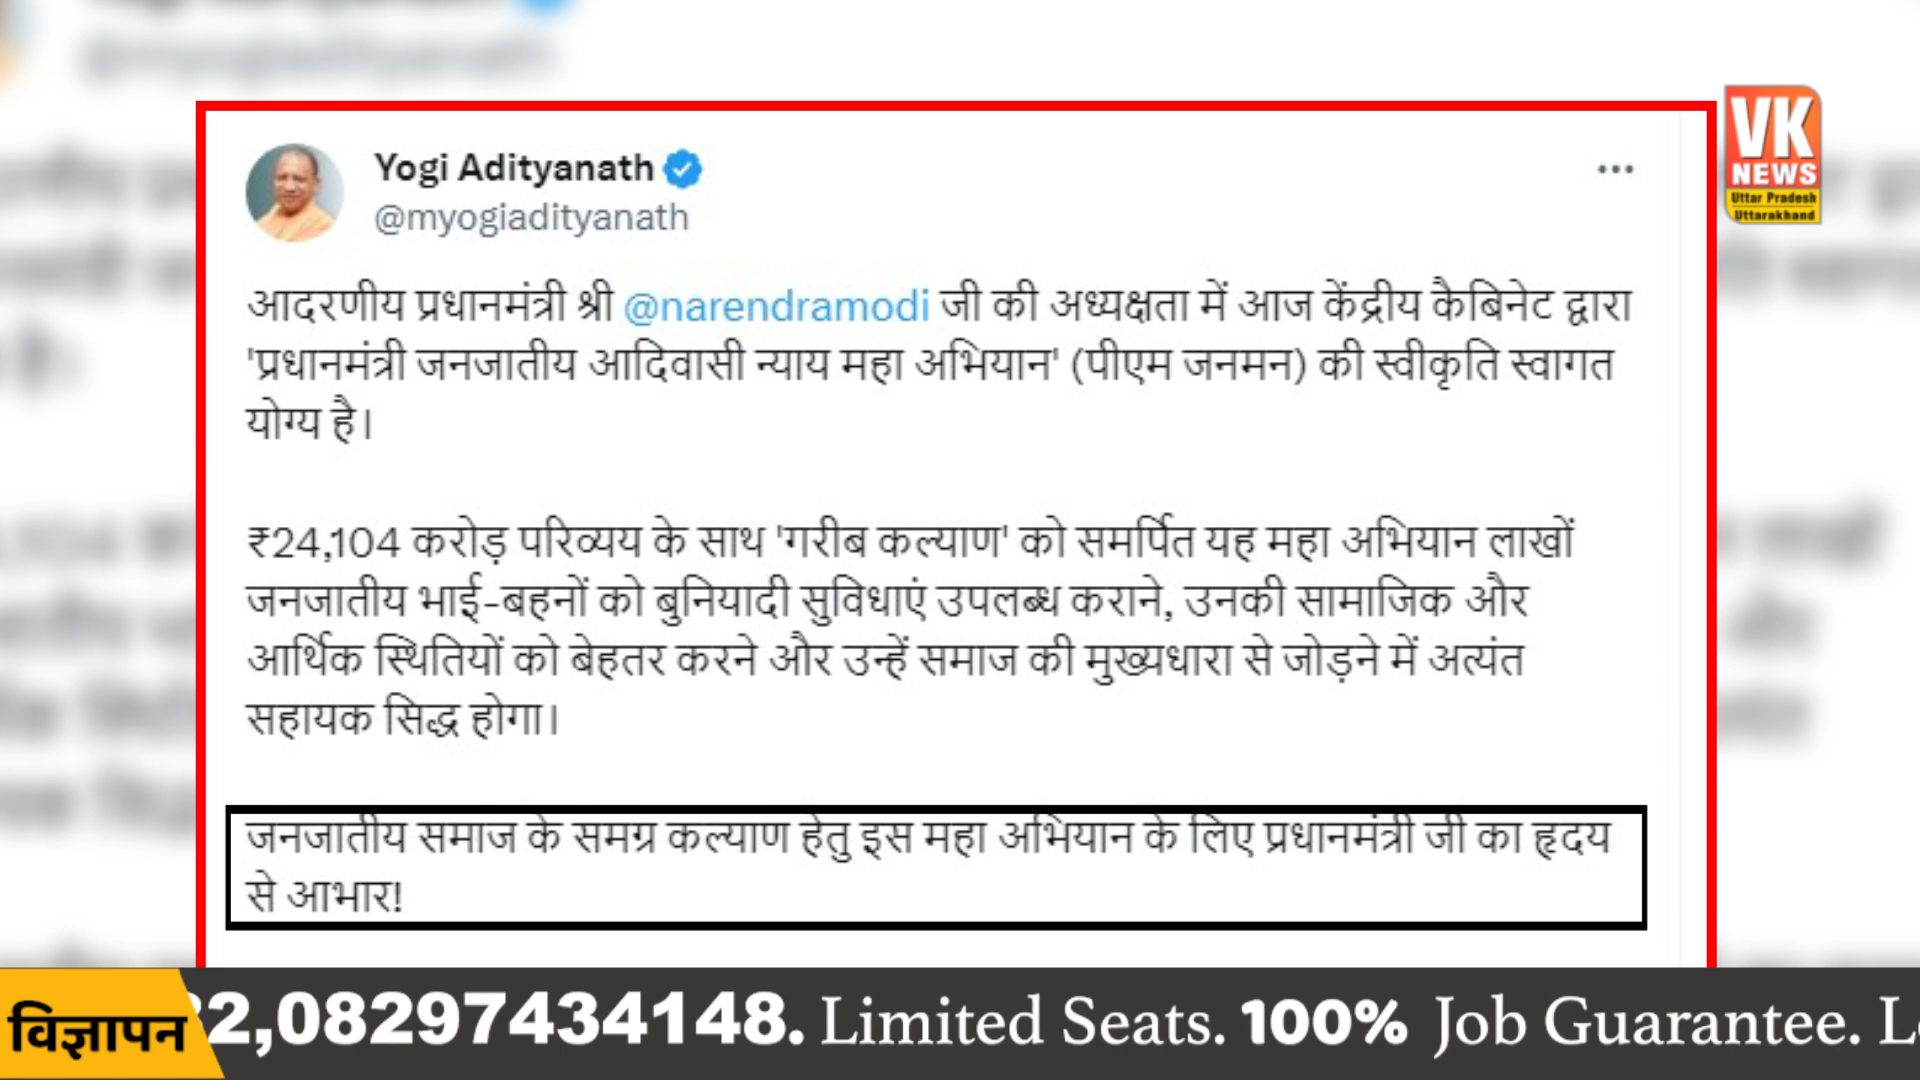 Yogi Adityanath
@myogiadityanath
आदरणीय प्रधानमंत्री श्री @narendramodi जी की अध्यक्षता में आज केंद्रीय कैबिनेट द्वारा
'प्रधानमंत्री जनजातीय आदिवासी न्याय महा अभियान' (पीएम जनमन) की स्वीकृति स्वागत
योग्य है।
₹24,104 करोड़ परिव्यय के साथ 'गरीब कल्याण' को समर्पित यह महा अभियान लाखों
जनजातीय भाई-बहनों को बुनियादी सुविधाएं उपलब्ध कराने, उनकी सामाजिक और
आर्थिक स्थितियों को बेहतर करने और उन्हें समाज की मुख्यधारा से जोड़ने में अत्यंत
सहायक सिद्ध होगा।
जनजातीय समाज के समग्र कल्याण हेतु इस महा अभियान के लिए प्रधानमंत्री जी का हृदय
से आभार!
VK
NEWS
Uttar Pradesh
Uttarakhand
विज्ञापन
2,08297434148. Limited Seats. 100% Job Guarantee.